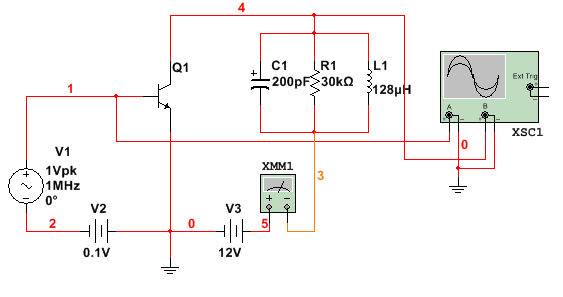 4
Q1
C1
200pF
R1
30kΩ
L1
128µH
Ext Trig
A
B
XSC1
0
1
V1
1Vpk
1MHz
0°
2
V2
0.1V
0
V3
12V
XMM1
5
3